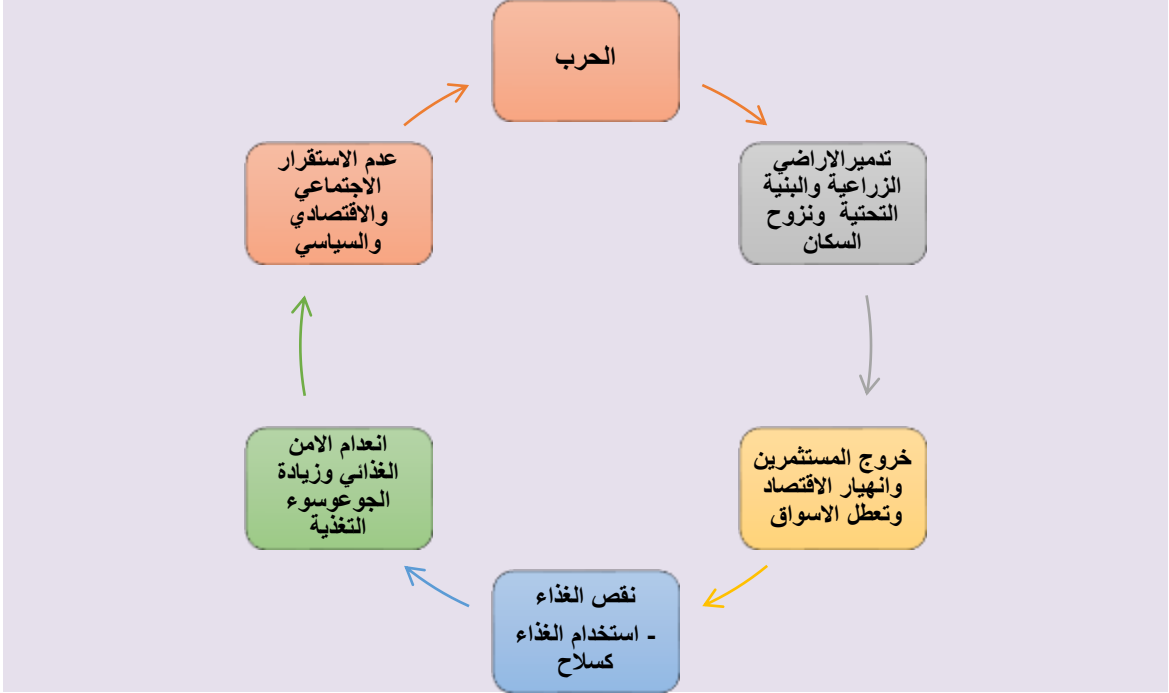 الحرب
تدميرالاراضي
الزراعية والبنية
التحتية ونزوح
السكان
خروج المستثمرين
وانهيار الاقتصاد
وتعطل الاسواق
نقص الغذاء
- استخدام الغذاء
كسلاح
انعدام الامن
الغذائي وزيادة
الجوعوسوء
التغذية
عدم الاستقرار
الاجتماعي
والاقتصادي
والسياسي